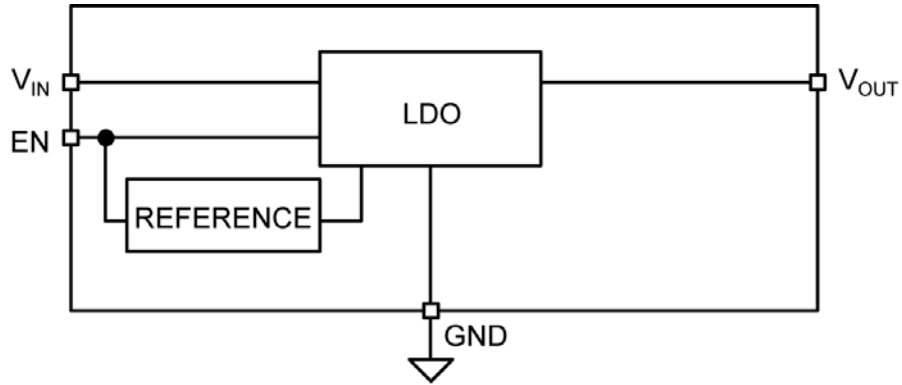 V_IN
LDO
V_OUT
EN
REFERENCE
GND